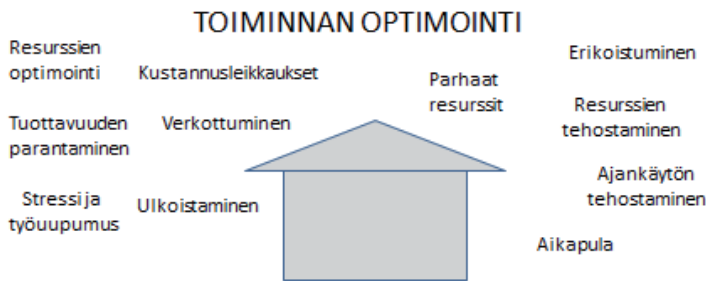 TOIMINNAN OPTIMOINTI
Resurssien
optimointi
Kustannusleikkaukset
Parhaat
resurssit
Erikoistuminen
Tuottavuuden
parantaminen
Verkottuminen
Resurssien
tehostaminen
Stressi ja
työuupumus
Ulkoistaminen
Ajankäytön
tehostaminen
Aikapula